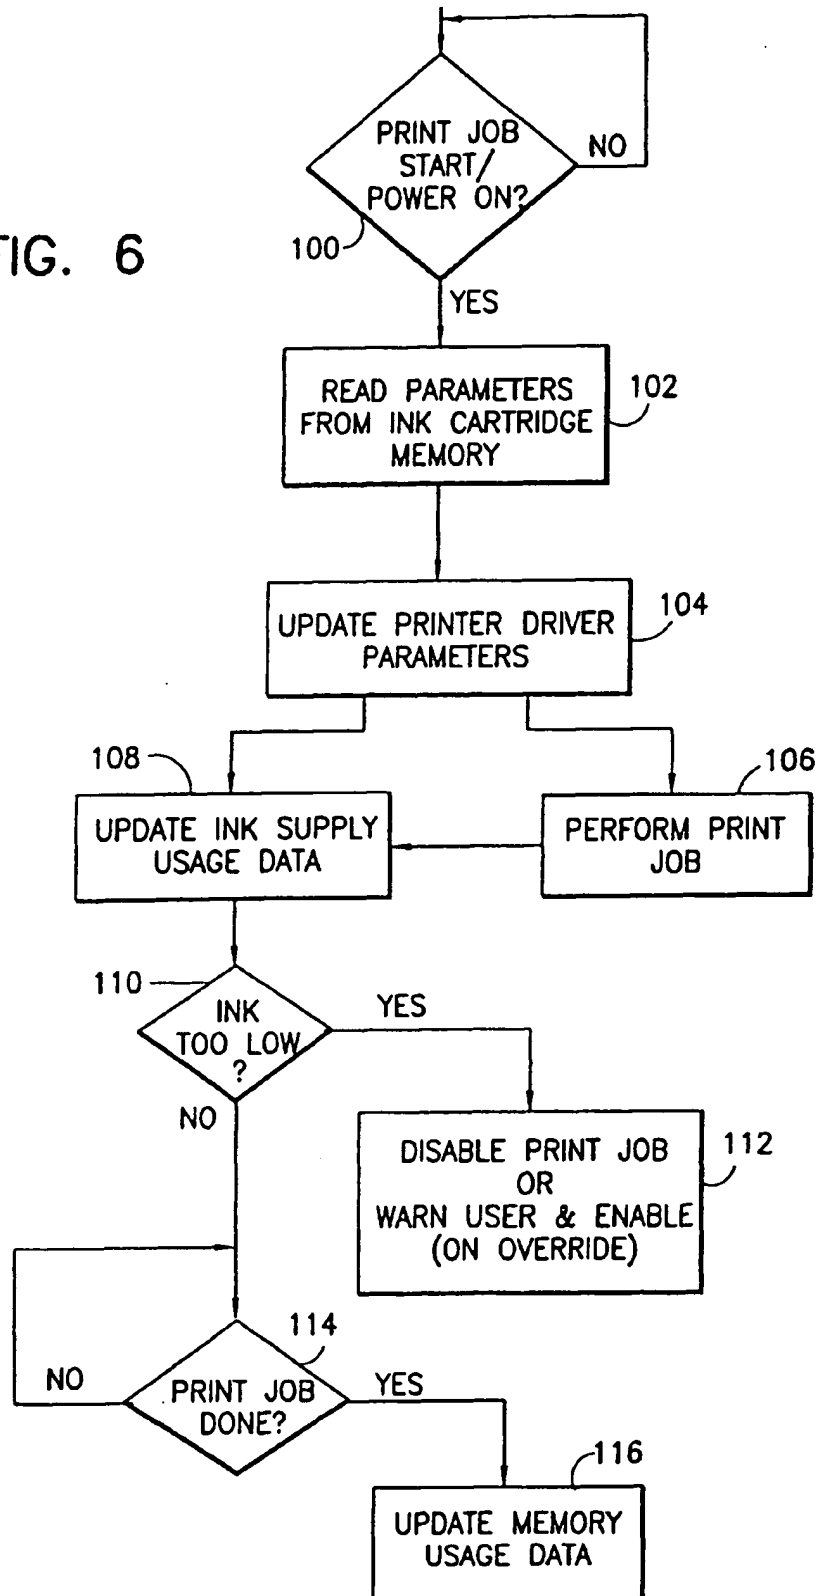 PRINT JOB
START/
POWER ON?
NO
100
FIG. 6
YES
READ PARAMETERS
FROM INK CARTRIDGE
MEMORY
102
UPDATE PRINTER DRIVER
PARAMETERS
104
108
106
UPDATE INK SUPPLY
USAGE DATA
PERFORM PRINT
JOB
110
INK
TOO LOW
?
YES
NO
DISABLE PRINT JOB
OR
WARN USER & ENABLE
(ON OVERRIDE)
112
114
NO
PRINT JOB
DONE?
YES
116
UPDATE MEMORY
USAGE DATA